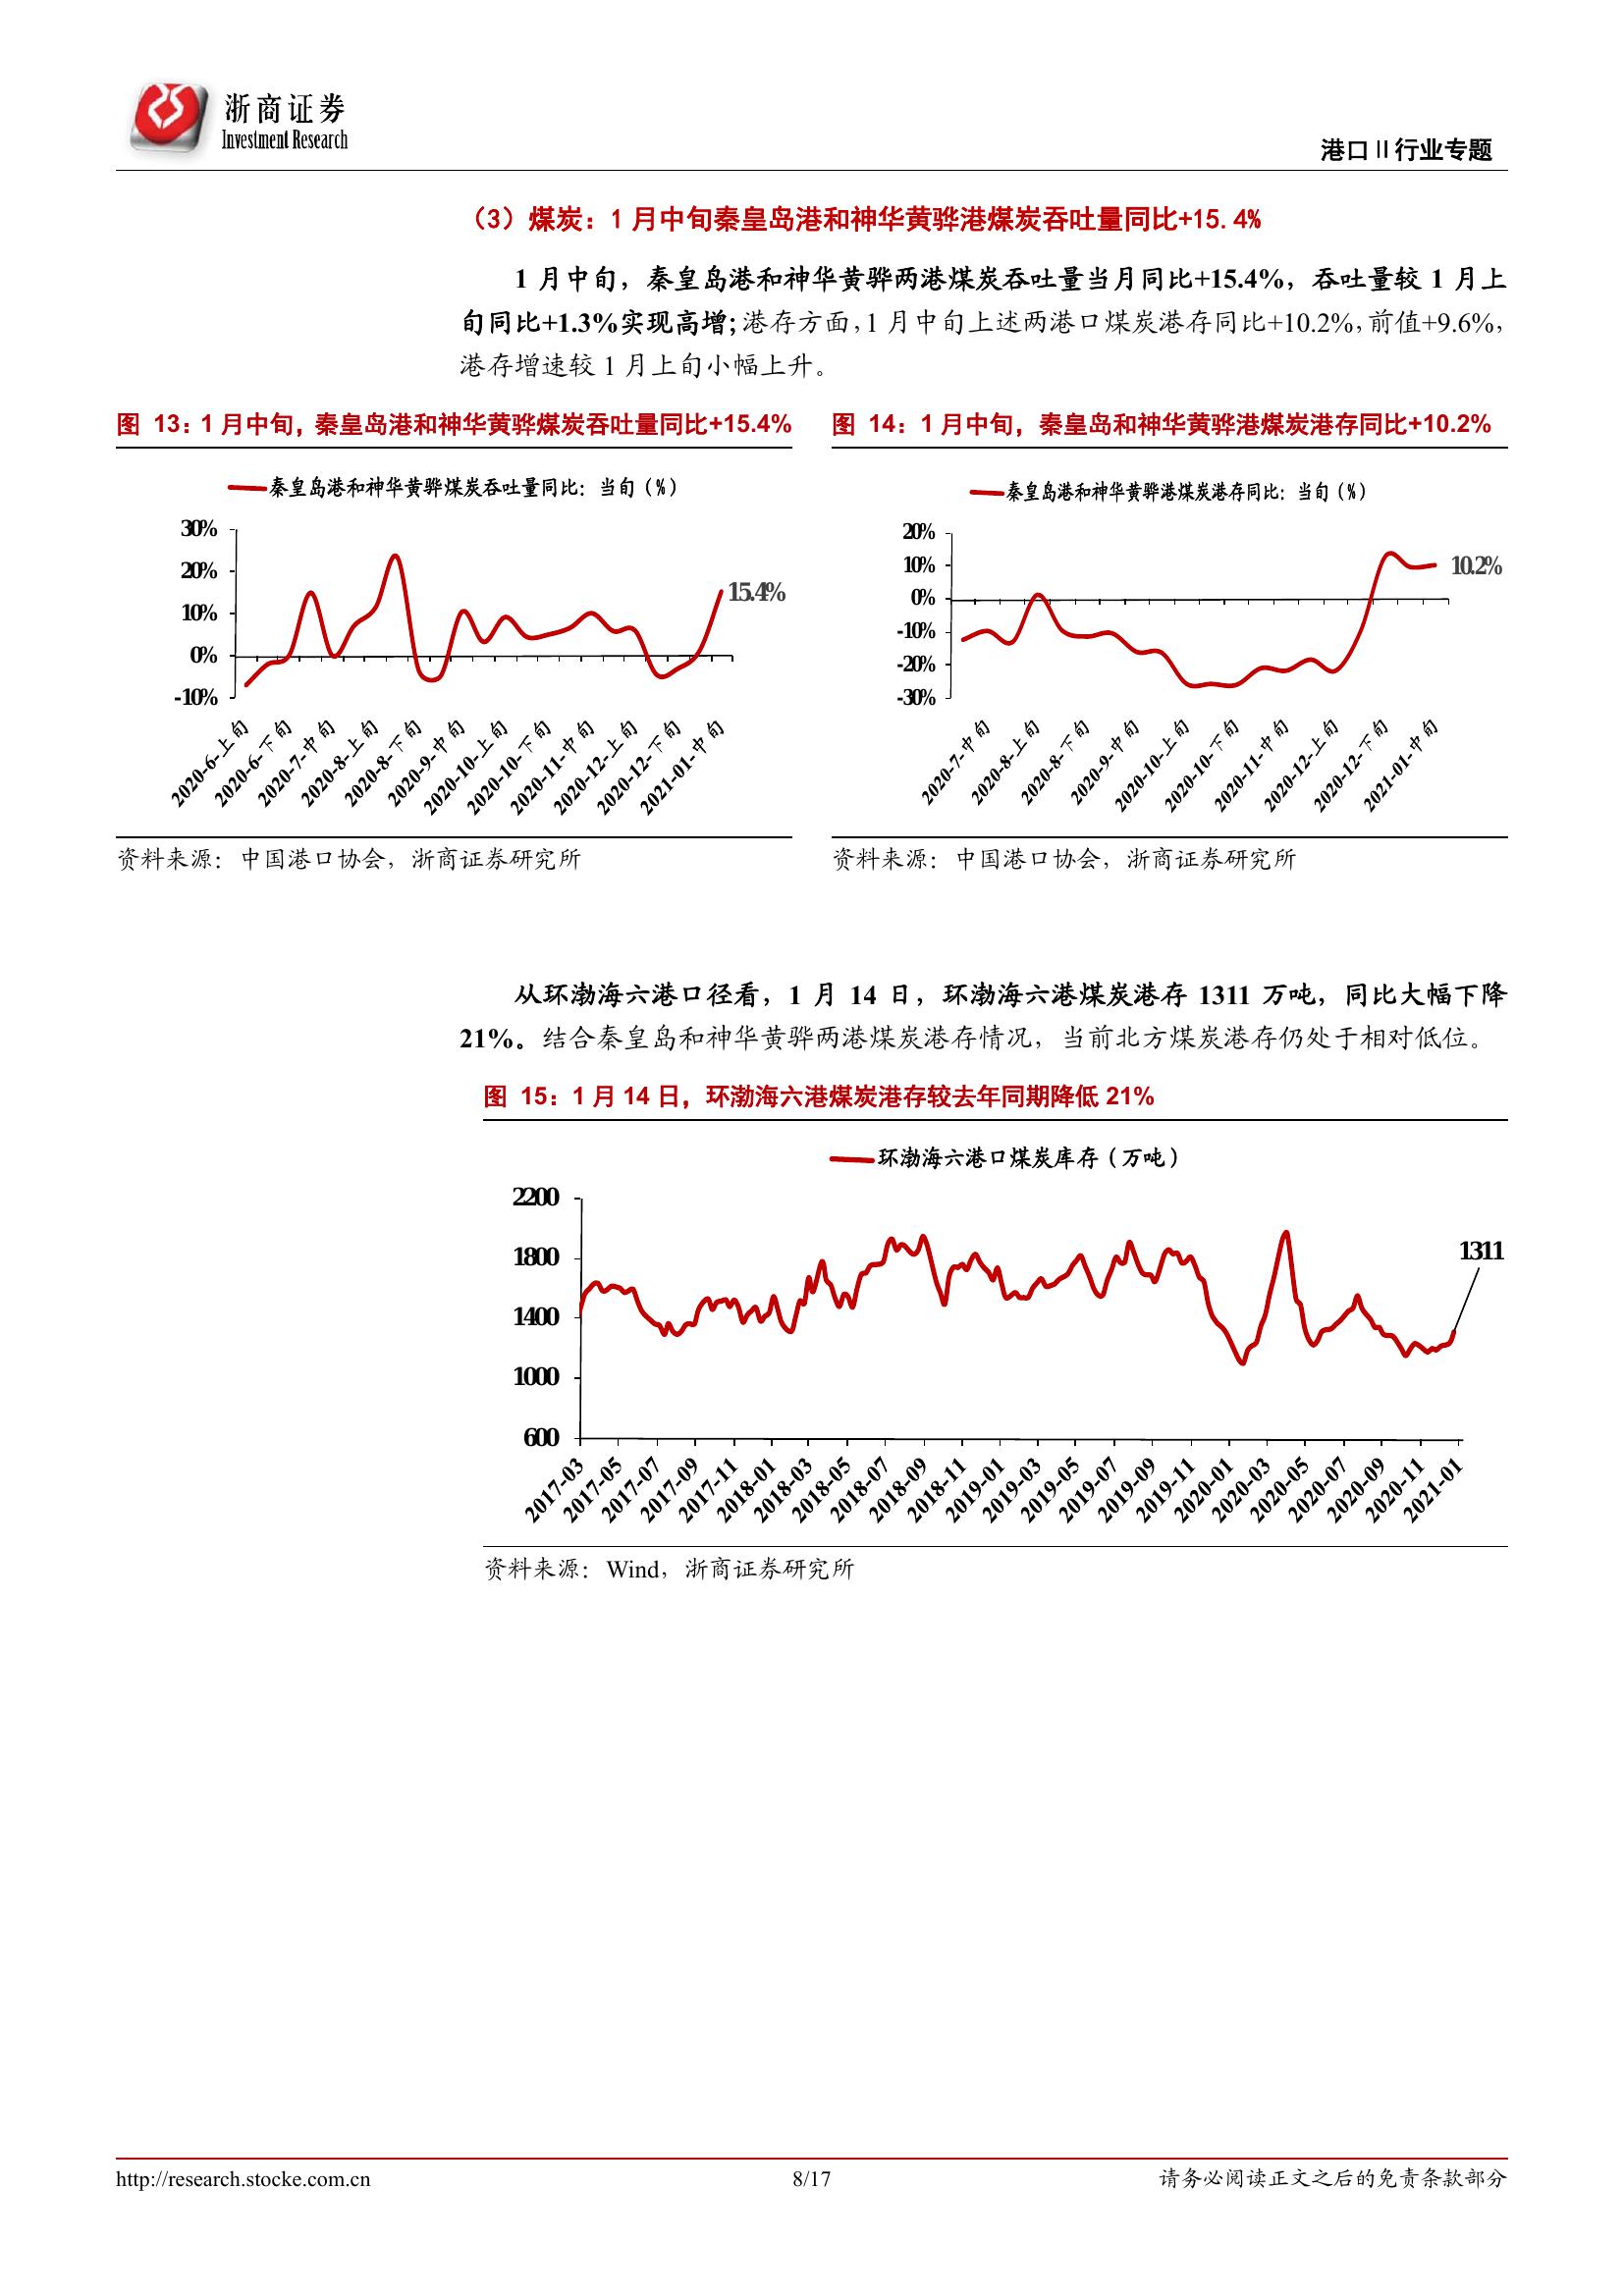 浙商证券
Investment Research
港口Ⅱ行业专题
（3）煤炭：1 月中旬秦皇岛港和神华黄骅港煤炭吞吐量同比+15.4%
1 月中旬，秦皇岛港和神华黄骅两港煤炭吞吐量当月同比+15.4%，吞吐量较 1 月上
旬同比+1.3%实现高增；港存方面，1 月中旬上述两港口煤炭港存同比+10.2%，前值+9.6%，
港存增速较 1 月上旬小幅上升。
图 13：1 月中旬，秦皇岛港和神华黄骅煤炭吞吐量同比+15.4%
秦皇岛港和神华黄骅煤炭吞吐量同比：当旬（%）
30%
20%
10%
0%
-10%
15.4%
2020-6-上旬
2020-6-下旬
2020-7-中旬
2020-8-上旬
2020-8-下旬
2020-9-中旬
2020-10-上旬
2020-10-下旬
2020-11-中旬
2020-12-上旬
2020-12-下旬
2021-01-中旬
资料来源：中国港口协会，浙商证券研究所
图 14：1 月中旬，秦皇岛和神华黄骅港煤炭港存同比+10.2%
秦皇岛港和神华黄骅港煤炭港存同比：当旬（%）
20%
10%
0%
-10%
-20%
-30%
10.2%
2020-7-中旬
2020-8-上旬
2020-8-下旬
2020-9-中旬
2020-10-上旬
2020-10-下旬
2020-11-中旬
2020-12-上旬
2020-12-下旬
2021-01-中旬
资料来源：中国港口协会，浙商证券研究所
从环渤海六港口径看，1 月 14 日，环渤海六港煤炭港存 1311 万吨，同比大幅下降
21%。结合秦皇岛和神华黄骅两港煤炭港存情况，当前北方煤炭港存仍处于相对低位。
图 15：1 月 14 日，环渤海六港煤炭港存较去年同期降低 21%
环渤海六港口煤炭库存（万吨）
2200
1800
1400
1000
600
1311
2017-03
2017-05
2017-07
2017-09
2017-11
2018-01
2018-03
2018-05
2018-07
2018-09
2018-11
2019-01
2019-03
2019-05
2019-07
2019-09
2019-11
2020-01
2020-03
2020-05
2020-07
2020-09
2020-11
2021-01
资料来源：Wind，浙商证券研究所
http://research.stocke.com.cn
8/17
请务必阅读正文之后的免责条款部分